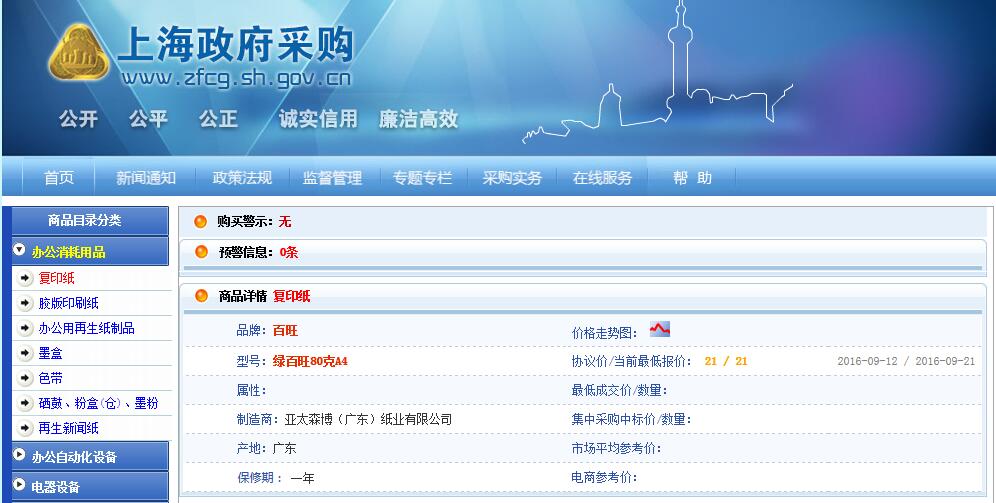 上海政府采购
www.zfcg.sh.gov.cn
公开 公平 公正 诚实信用 廉洁高效
首页 新闻通知 政策法规 监督管理 专题专栏 采购实务 在线服务 帮 助
商品目录分类
办公消耗用品
复印纸
胶版印刷纸
办公用再生纸制品
墨盒
色带
硒鼓、粉盒(仓)、墨粉
再生新闻纸
办公自动化设备
电器设备
购买警示：无
预警信息：0条
商品详情 复印纸
品牌：百旺 价格走势图：
型号：绿百旺80克A4 协议价/当前最低报价： 21 / 21 2016-09-12 / 2016-09-21
属性： 最低成交价/数量：
制造商：亚太森博（广东）纸业有限公司 集中采购中标价/数量：
产地：广东 市场平均参考价：
保修期： 一年 电商参考价：